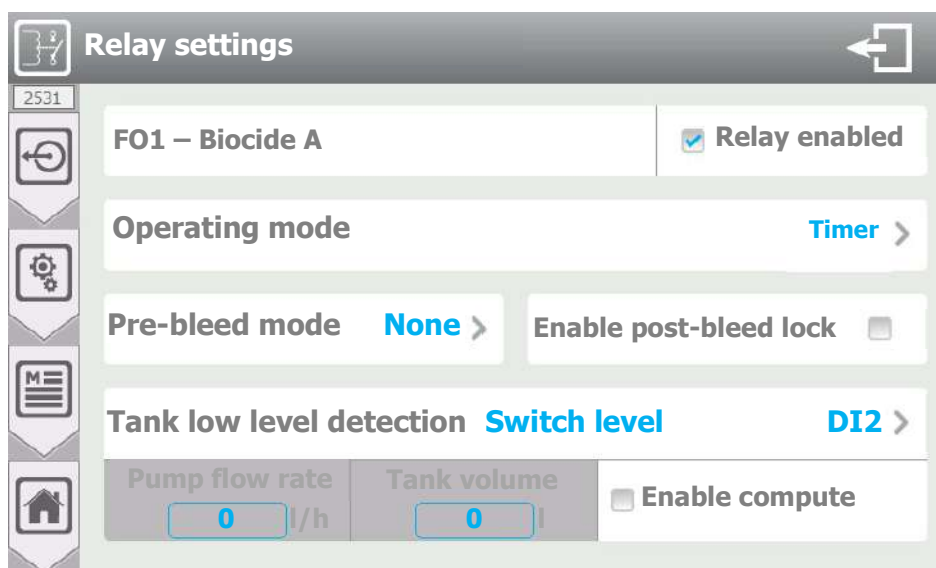 Relay settings
2531
FO1 – Biocide A
Relay enabled
Operating mode
Timer
Pre-bleed mode None
Enable post-bleed lock
M
Tank low level detection Switch level DI2
Pump flow rate
0 l/h
Tank volume
0 l
Enable compute